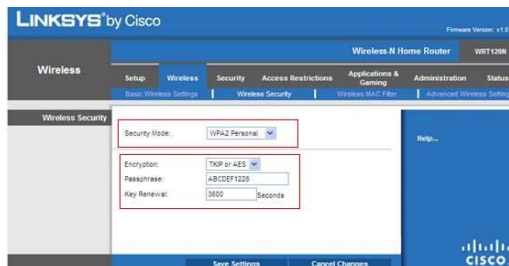 LINKSYS® by Cisco
Firmware Version: v1.0
Wireless-N Home Router WRT120N
Wireless
Setup Wireless Security Access Restrictions Applications & Gaming Administration Status
Basic Wireless Settings Wireless Security Wireless MAC Filter Advanced Wireless Setting
Wireless Security
Security Mode: WPA2 Personal
Help...
Encryption: TKIP or AES
Passphrase: ABCDEF1228
Key Renewal: 3600 Seconds
Save Settings Cancel Changes
CISCO